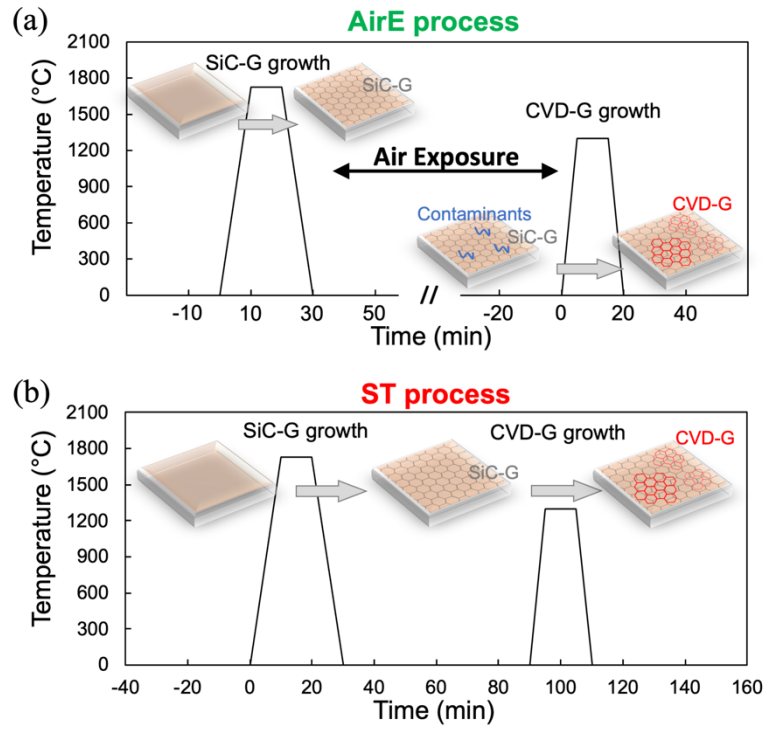 (a)
AirE process
Temperature (°C)
2100
1800
1500
1200
900
600
300
0
SiC-G growth
SiC-G
CVD-G growth
Air Exposure
Contaminants
SiC-G
CVD-G
-10 10 30 50 // -20 0 20 40
Time (min)
(b)
ST process
Temperature (°C)
2100
1800
1500
1200
900
600
300
0
SiC-G growth
CVD-G growth
CVD-G
SiC-G
-40 -20 0 20 40 60 80 100 120 140 160
Time (min)